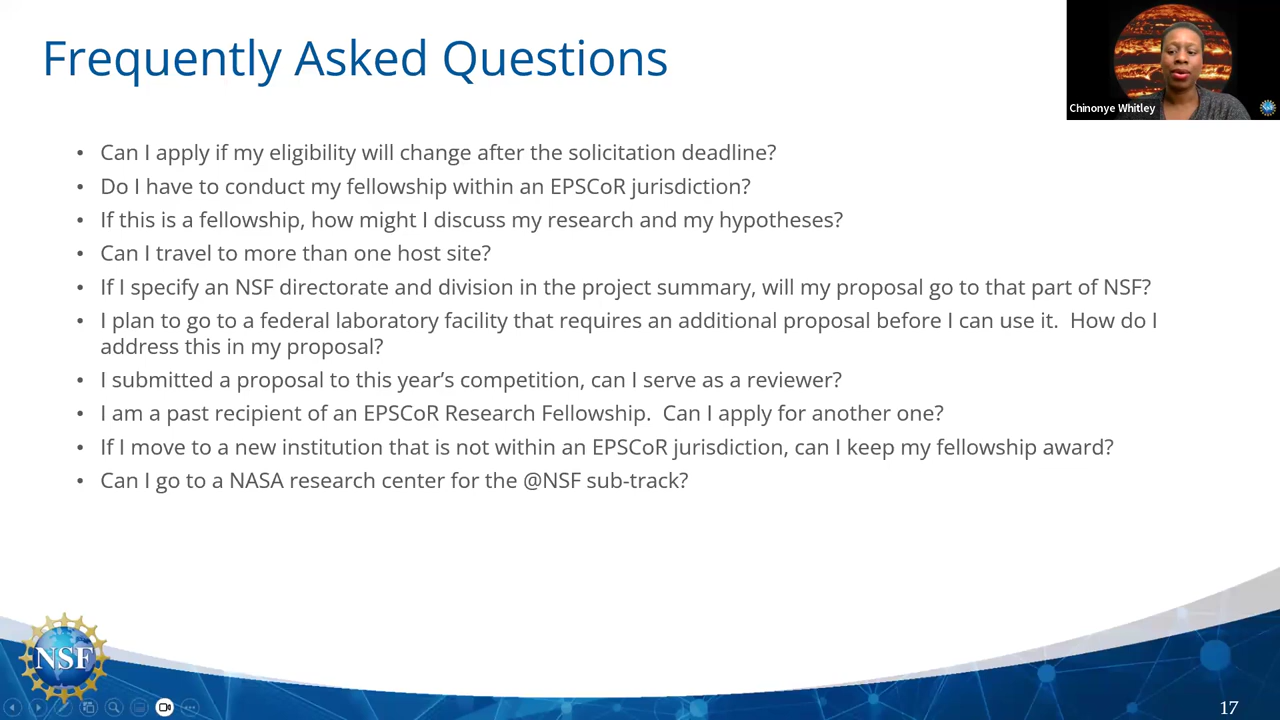 Frequently Asked Questions
Chinonye Whitley
• Can I apply if my eligibility will change after the solicitation deadline?
• Do I have to conduct my fellowship within an EPSCoR jurisdiction?
• If this is a fellowship, how might I discuss my research and my hypotheses?
• Can I travel to more than one host site?
• If I specify an NSF directorate and division in the project summary, will my proposal go to that part of NSF?
• I plan to go to a federal laboratory facility that requires an additional proposal before I can use it.  How do I
address this in my proposal?
• I submitted a proposal to this year’s competition, can I serve as a reviewer?
• I am a past recipient of an EPSCoR Research Fellowship.  Can I apply for another one?
• If I move to a new institution that is not within an EPSCoR jurisdiction, can I keep my fellowship award?
• Can I go to a NASA research center for the @NSF sub-track?
NSF
17